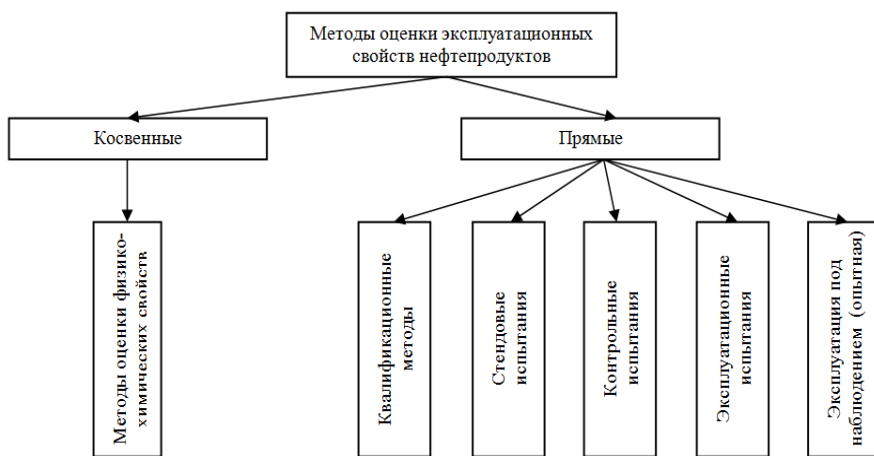 Методы оценки эксплуатационных
свойств нефтепродуктов
Косвенные
Прямые
Методы оценки физико-
химических свойств
Квалификационные
методы
Стендовые
испытания
Контрольные
испытания
Эксплуатационные
испытания
Эксплуатация под
наблюдением (опытная)